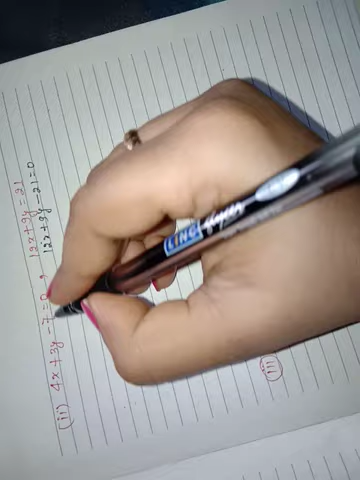 (ii) 4x + 3y - 7 = 0, 12x + 9y = 21
12x + 9y - 21 = 0
(iii)
LINC